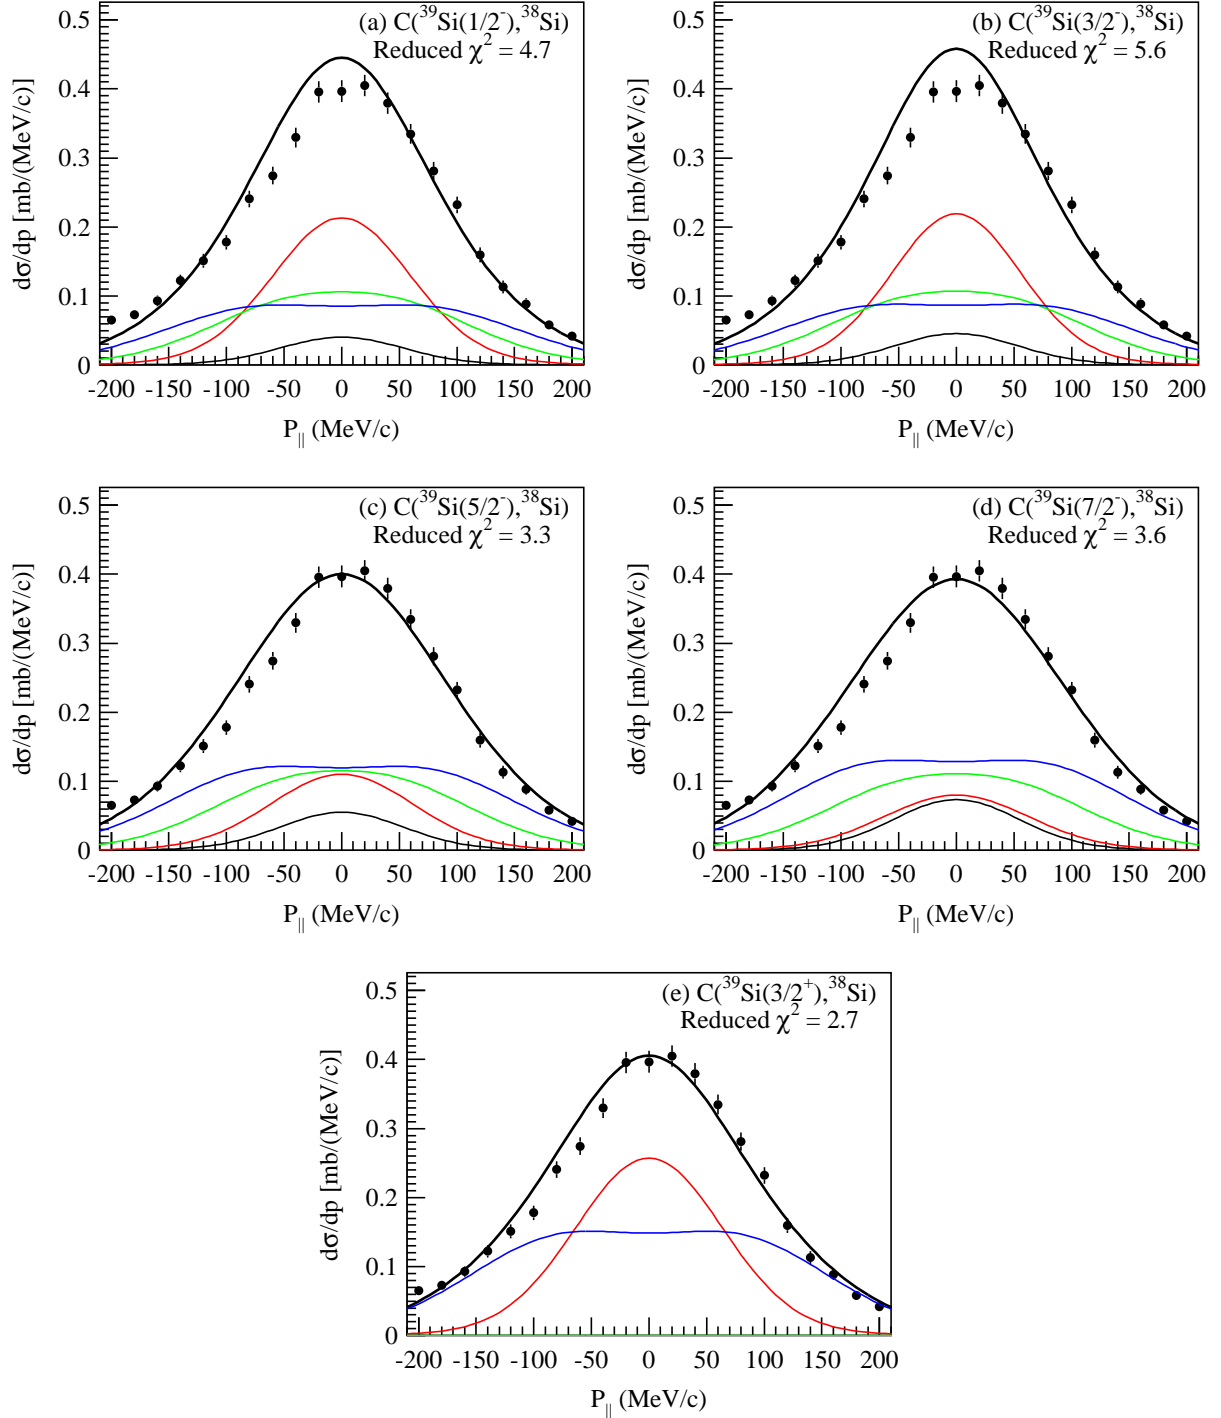 (a) C(³⁹Si(1/2⁻),³⁸Si)
Reduced χ² = 4.7
dσ/dp [mb/(MeV/c)]
0.5
0.4
0.3
0.2
0.1
0
-200 -150 -100 -50 0 50 100 150 200
P|| (MeV/c)
(b) C(³⁹Si(3/2⁻),³⁸Si)
Reduced χ² = 5.6
dσ/dp [mb/(MeV/c)]
0.5
0.4
0.3
0.2
0.1
0
-200 -150 -100 -50 0 50 100 150 200
P|| (MeV/c)
(c) C(³⁹Si(5/2⁻),³⁸Si)
Reduced χ² = 3.3
dσ/dp [mb/(MeV/c)]
0.5
0.4
0.3
0.2
0.1
0
-200 -150 -100 -50 0 50 100 150 200
P|| (MeV/c)
(d) C(³⁹Si(7/2⁻),³⁸Si)
Reduced χ² = 3.6
dσ/dp [mb/(MeV/c)]
0.5
0.4
0.3
0.2
0.1
0
-200 -150 -100 -50 0 50 100 150 200
P|| (MeV/c)
(e) C(³⁹Si(3/2⁺),³⁸Si)
Reduced χ² = 2.7
dσ/dp [mb/(MeV/c)]
0.5
0.4
0.3
0.2
0.1
0
-200 -150 -100 -50 0 50 100 150 200
P|| (MeV/c)